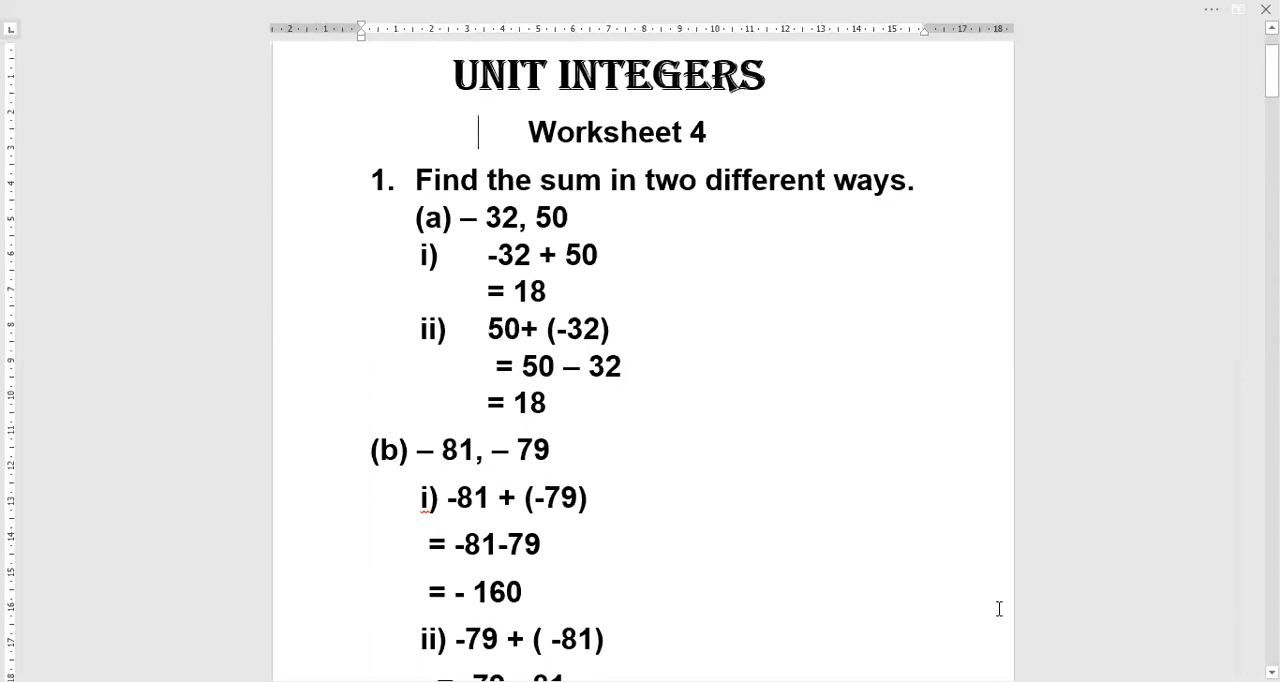 UNIT INTEGERS
Worksheet 4
1. Find the sum in two different ways.
(a) – 32, 50
i) -32 + 50
= 18
ii) 50+ (-32)
= 50 – 32
= 18
(b) – 81, – 79
i) -81 + (-79)
= -81-79
= - 160
ii) -79 + ( -81)